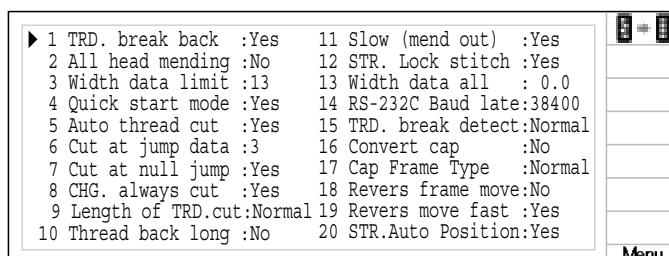 1 TRD. break back :Yes 11 Slow (mend out) :Yes
2 All head mending :No 12 STR. Lock stitch :Yes
3 Width data limit :13 13 Width data all : 0.0
4 Quick start mode :Yes 14 RS-232C Baud late:38400
5 Auto thread cut :Yes 15 TRD. break detect:Normal
6 Cut at jump data :3 16 Convert cap :No
7 Cut at null jump :Yes 17 Cap Frame Type :Normal
8 CHG. always cut :Yes 18 Revers frame move:No
9 Length of TRD.cut:Normal 19 Revers move fast :Yes
10 Thread back long :No 20 STR.Auto Position:Yes
Menu